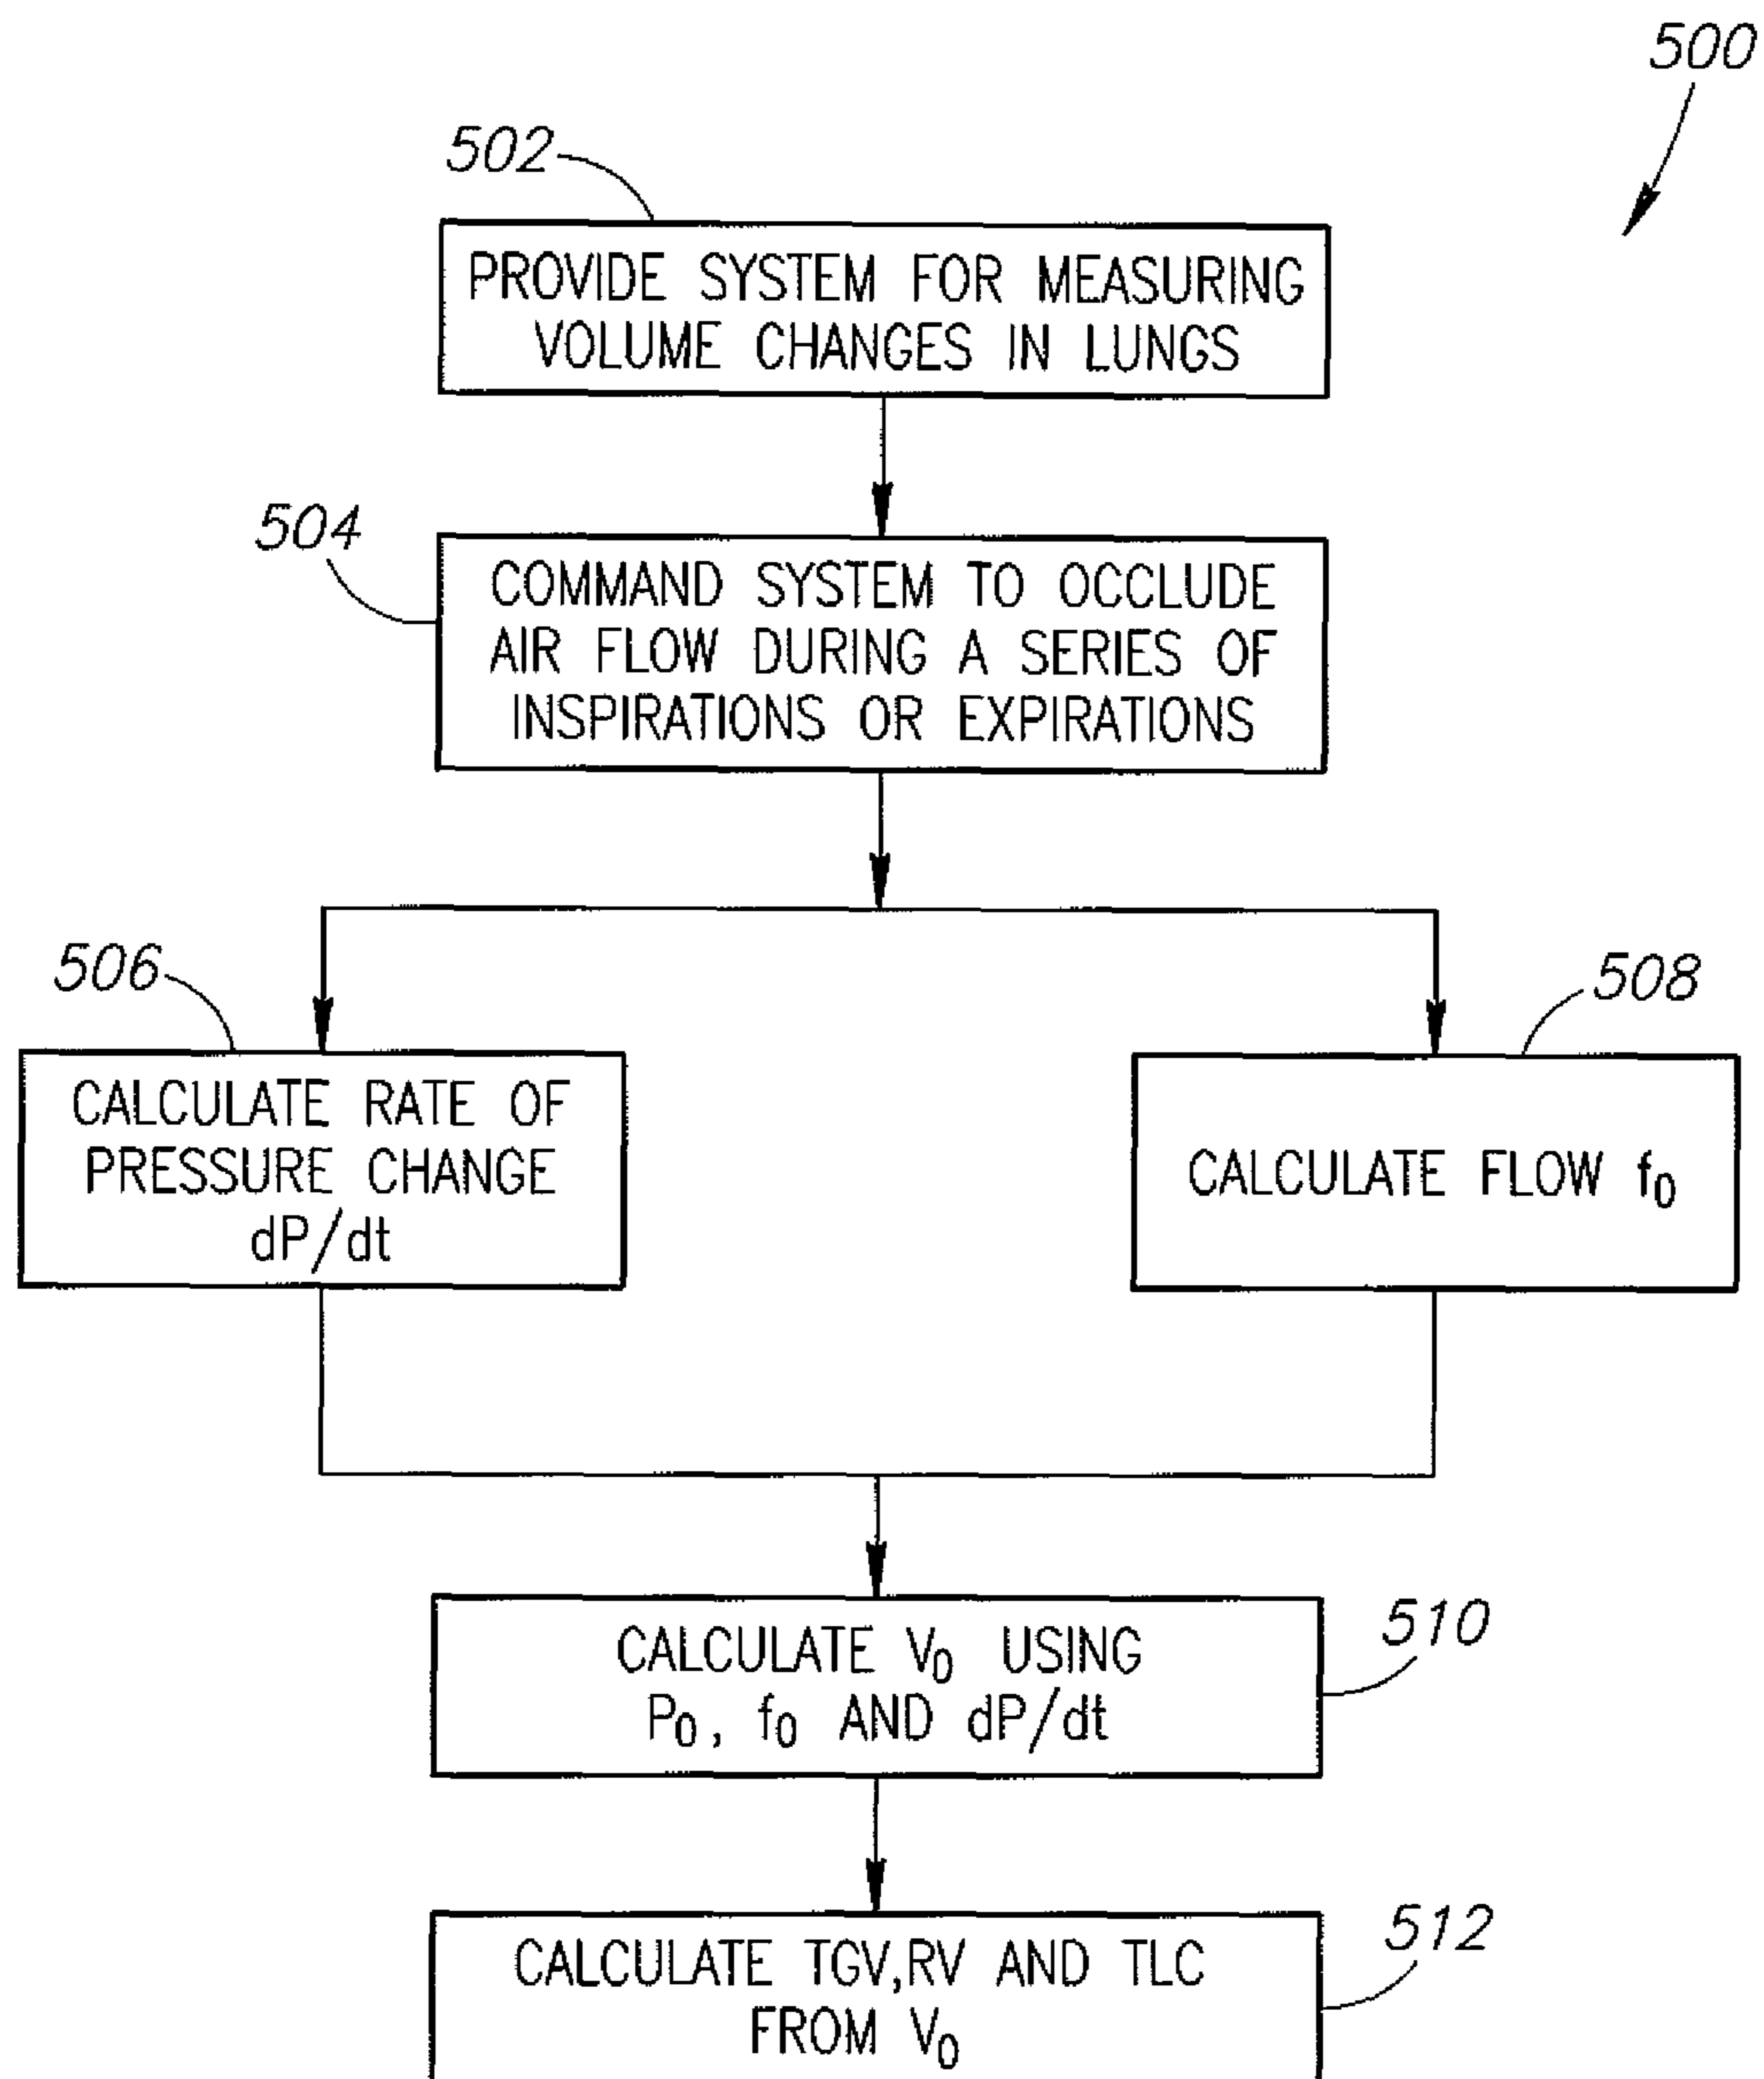 500
502
PROVIDE SYSTEM FOR MEASURING
VOLUME CHANGES IN LUNGS
504
COMMAND SYSTEM TO OCCLUDE
AIR FLOW DURING A SERIES OF
INSPIRATIONS OR EXPIRATIONS
506
CALCULATE RATE OF
PRESSURE CHANGE
dP/dt
508
CALCULATE FLOW f₀
510
CALCULATE V₀ USING
P₀, f₀ AND dP/dt
512
CALCULATE TGV,RV AND TLC
FROM V₀